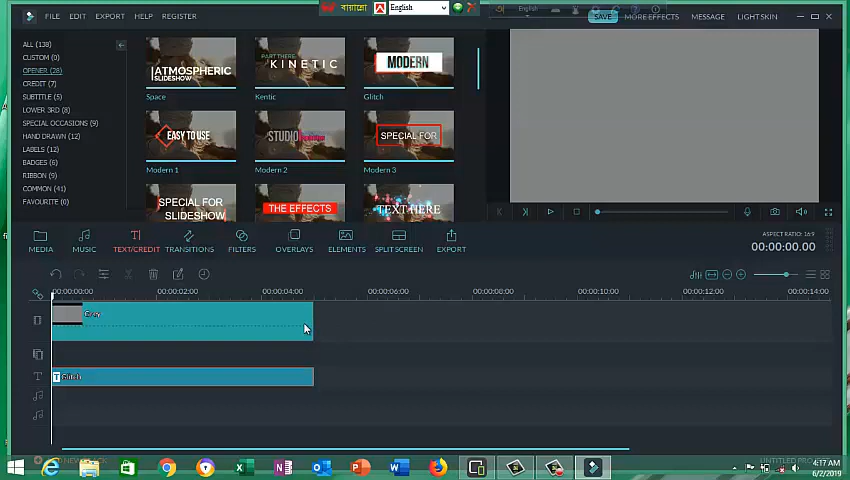 বায়ান্নো English
English
OPEN EDIT EXPORT HELP REGISTER
SAVE MORE EFFECTS MESSAGE LIGHT SKIN
ALL (138)
CUSTOM (0)
OPENER (28)
CREDIT (7)
SUBTITLE (5)
LOWER 3RD (8)
SPECIAL OCCASIONS (9)
HAND DRAWN (12)
LABELS (12)
BADGES (6)
RIBBON (9)
COMMON (41)
FAVOURITE (0)
ATMOSPHERIC
SLIDESHOW
Space
KINETIC
Kentic
MODERN
Glitch
EASY TO USE
Modern 1
STUDIO
Modern 2
SPECIAL FOR
Modern 3
SPECIAL FOR
SLIDESHOW
THE EFFECTS
TEXT HERE
MEDIA MUSIC TEXT/CREDIT TRANSITIONS FILTERS OVERLAYS ELEMENTS SPLIT SCREEN EXPORT
ASPECT RATIO: 16:9
00:00:00.00
00:00:00:00 00:00:02:00 00:00:04:00 00:00:06:00 00:00:08:00 00:00:10:00 00:00:12:00 00:00:14:00
Grey
T Glitch
4:17 AM
6/2/2019